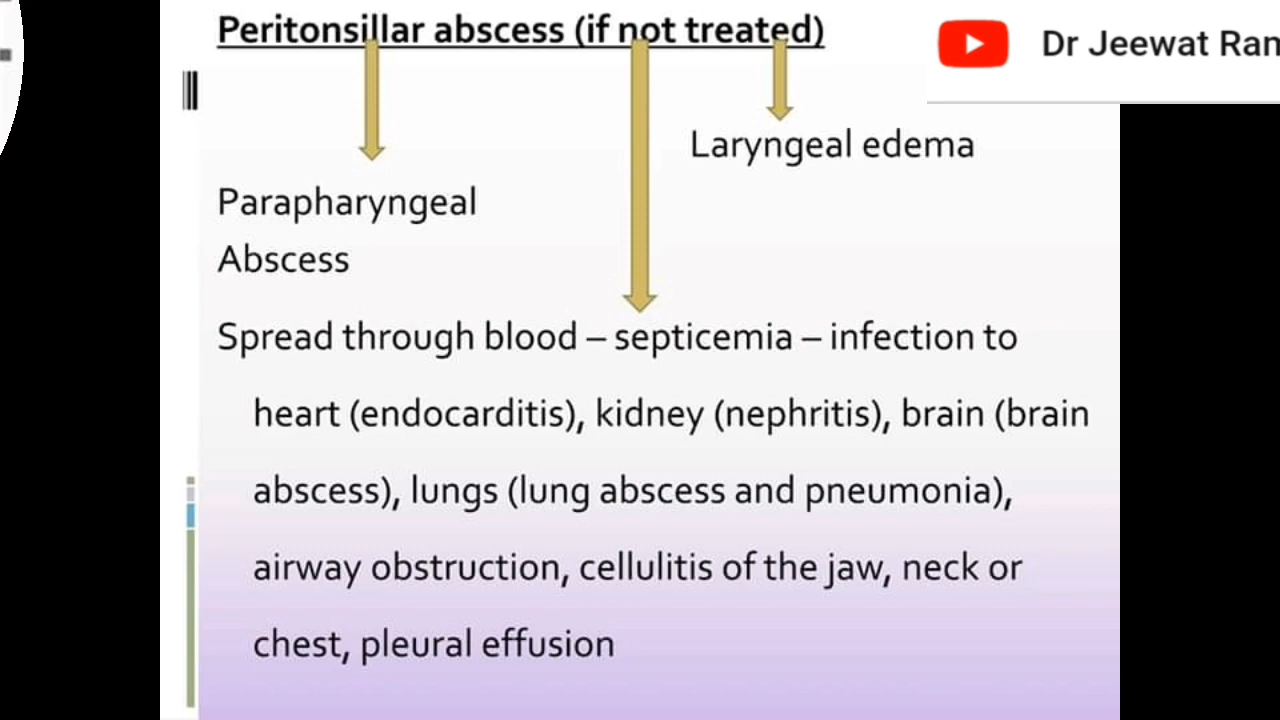 Peritonsillar abscess (if not treated)
Dr Jeewat Ran
Laryngeal edema
Parapharyngeal
Abscess
Spread through blood – septicemia – infection to
heart (endocarditis), kidney (nephritis), brain (brain
abscess), lungs (lung abscess and pneumonia),
airway obstruction, cellulitis of the jaw, neck or
chest, pleural effusion